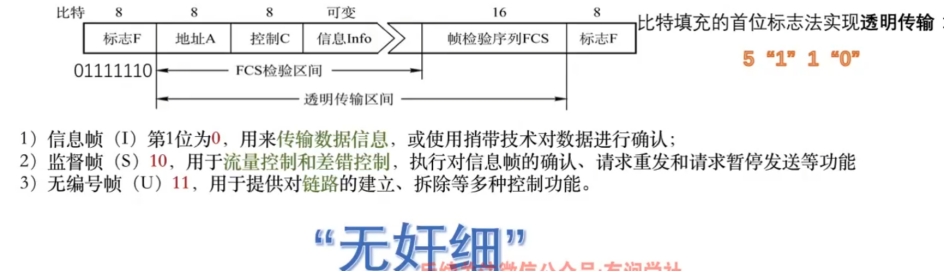 比特 8 8 8 可变 16 8
标志F 地址A 控制C 信息Info 帧检验序列FCS 标志F
比特填充的首位标志法实现透明传输：
5 “1” 1 “0”
01111110
FCS检验区间
透明传输区间
1）信息帧（I）第1位为0，用来传输数据信息，或使用捎带技术对数据进行确认；
2）监督帧（S）10，用于流量控制和差错控制，执行对信息帧的确认、请求重发和请求暂停发送等功能
3）无编号帧（U）11，用于提供对链路的建立、拆除等多种控制功能。
“无奸细”